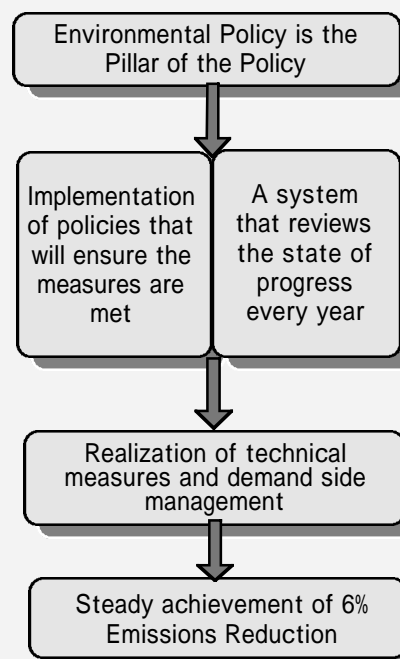 Environmental Policy is the
Pillar of the Policy
Implementation
of policies that
will ensure the
measures are
met
A system
that reviews
the state of
progress
every year
Realization of technical
measures and demand side
management
Steady achievement of 6%
Emissions Reduction